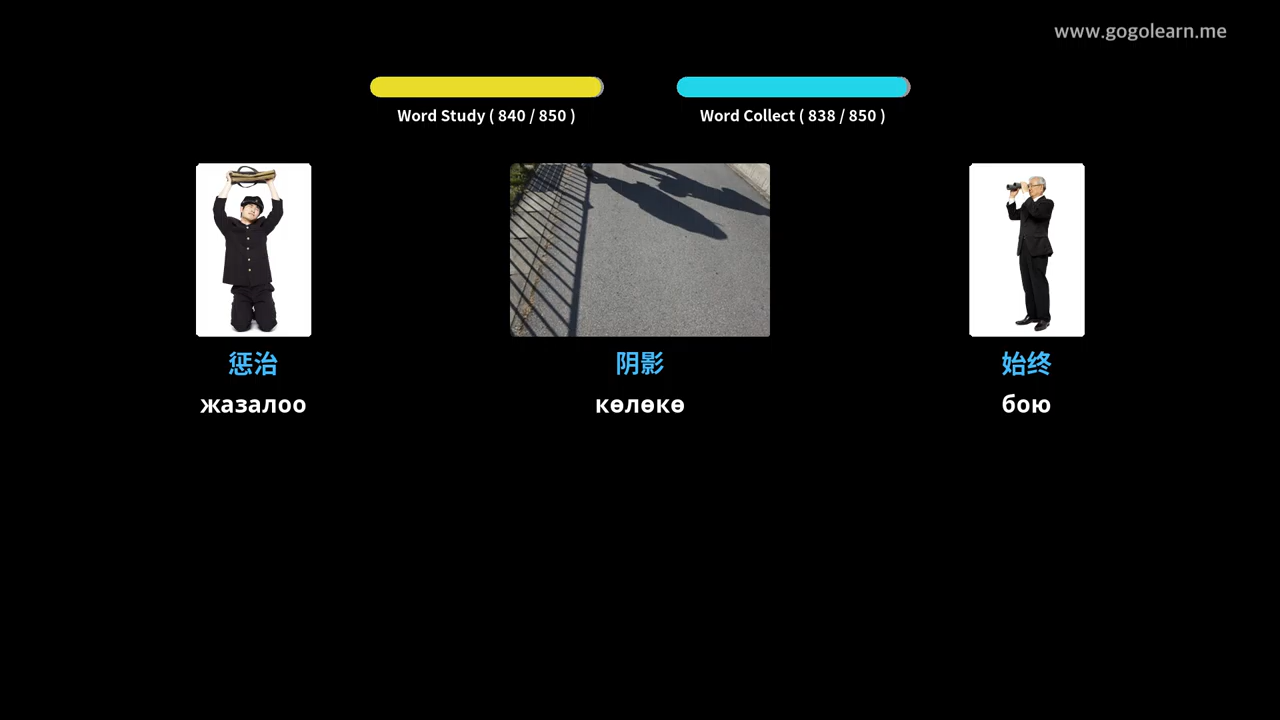 www.gogolearn.me
Word Study ( 840 / 850 )
Word Collect ( 838 / 850 )
惩治
阴影
始终
жазалоо
көлөкө
бою